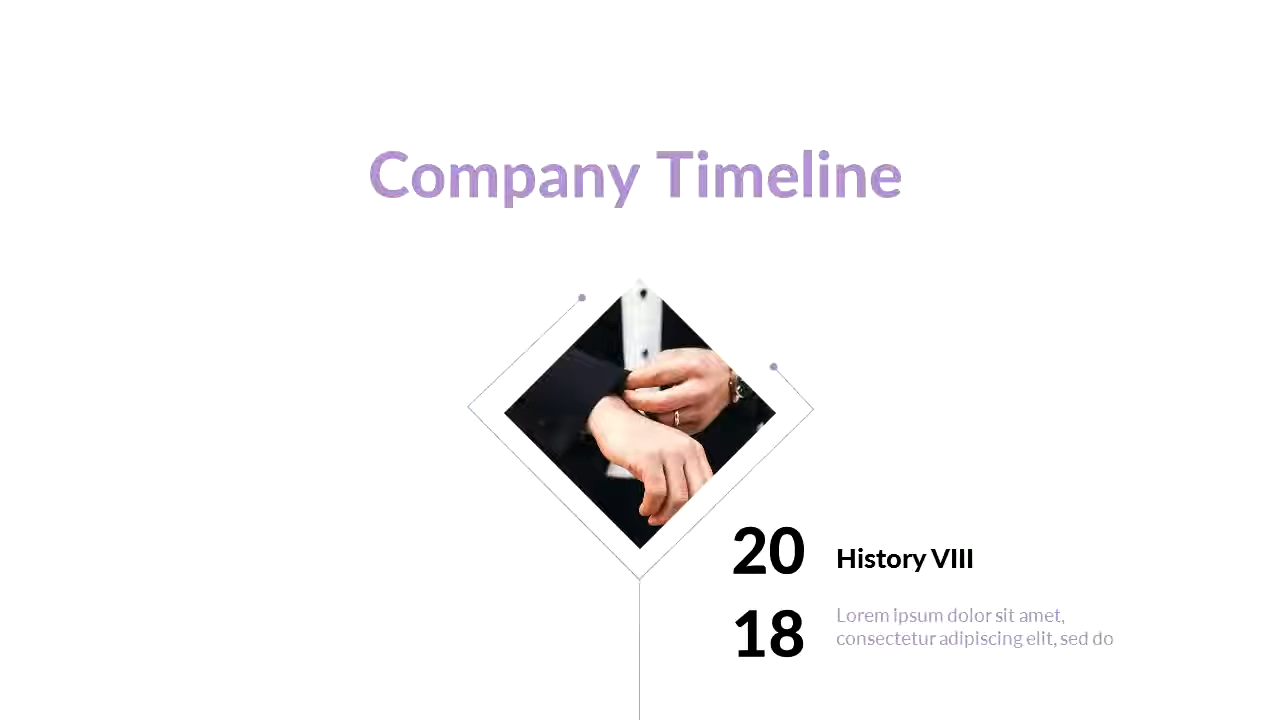 Company Timeline
20
History VIII
18
Lorem ipsum dolor sit amet,
consectetur adipiscing elit, sed do